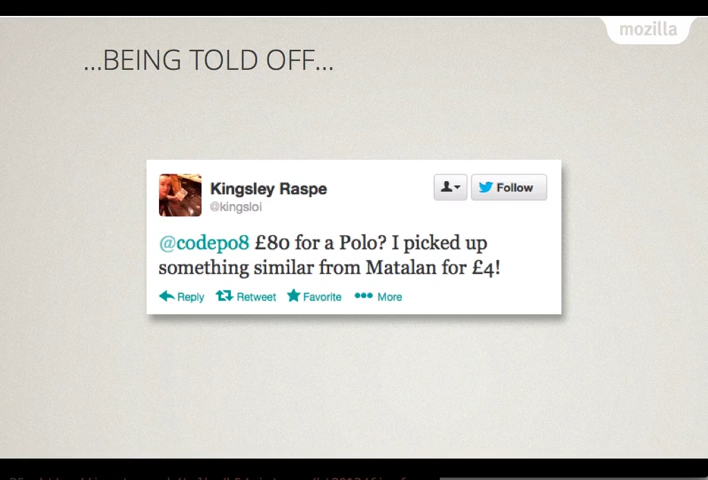 mozilla
...BEING TOLD OFF...
Kingsley Raspe
Follow
@kingsloi
@codepo8 £80 for a Polo? I picked up
something similar from Matalan for £4!
Reply Retweet Favorite More